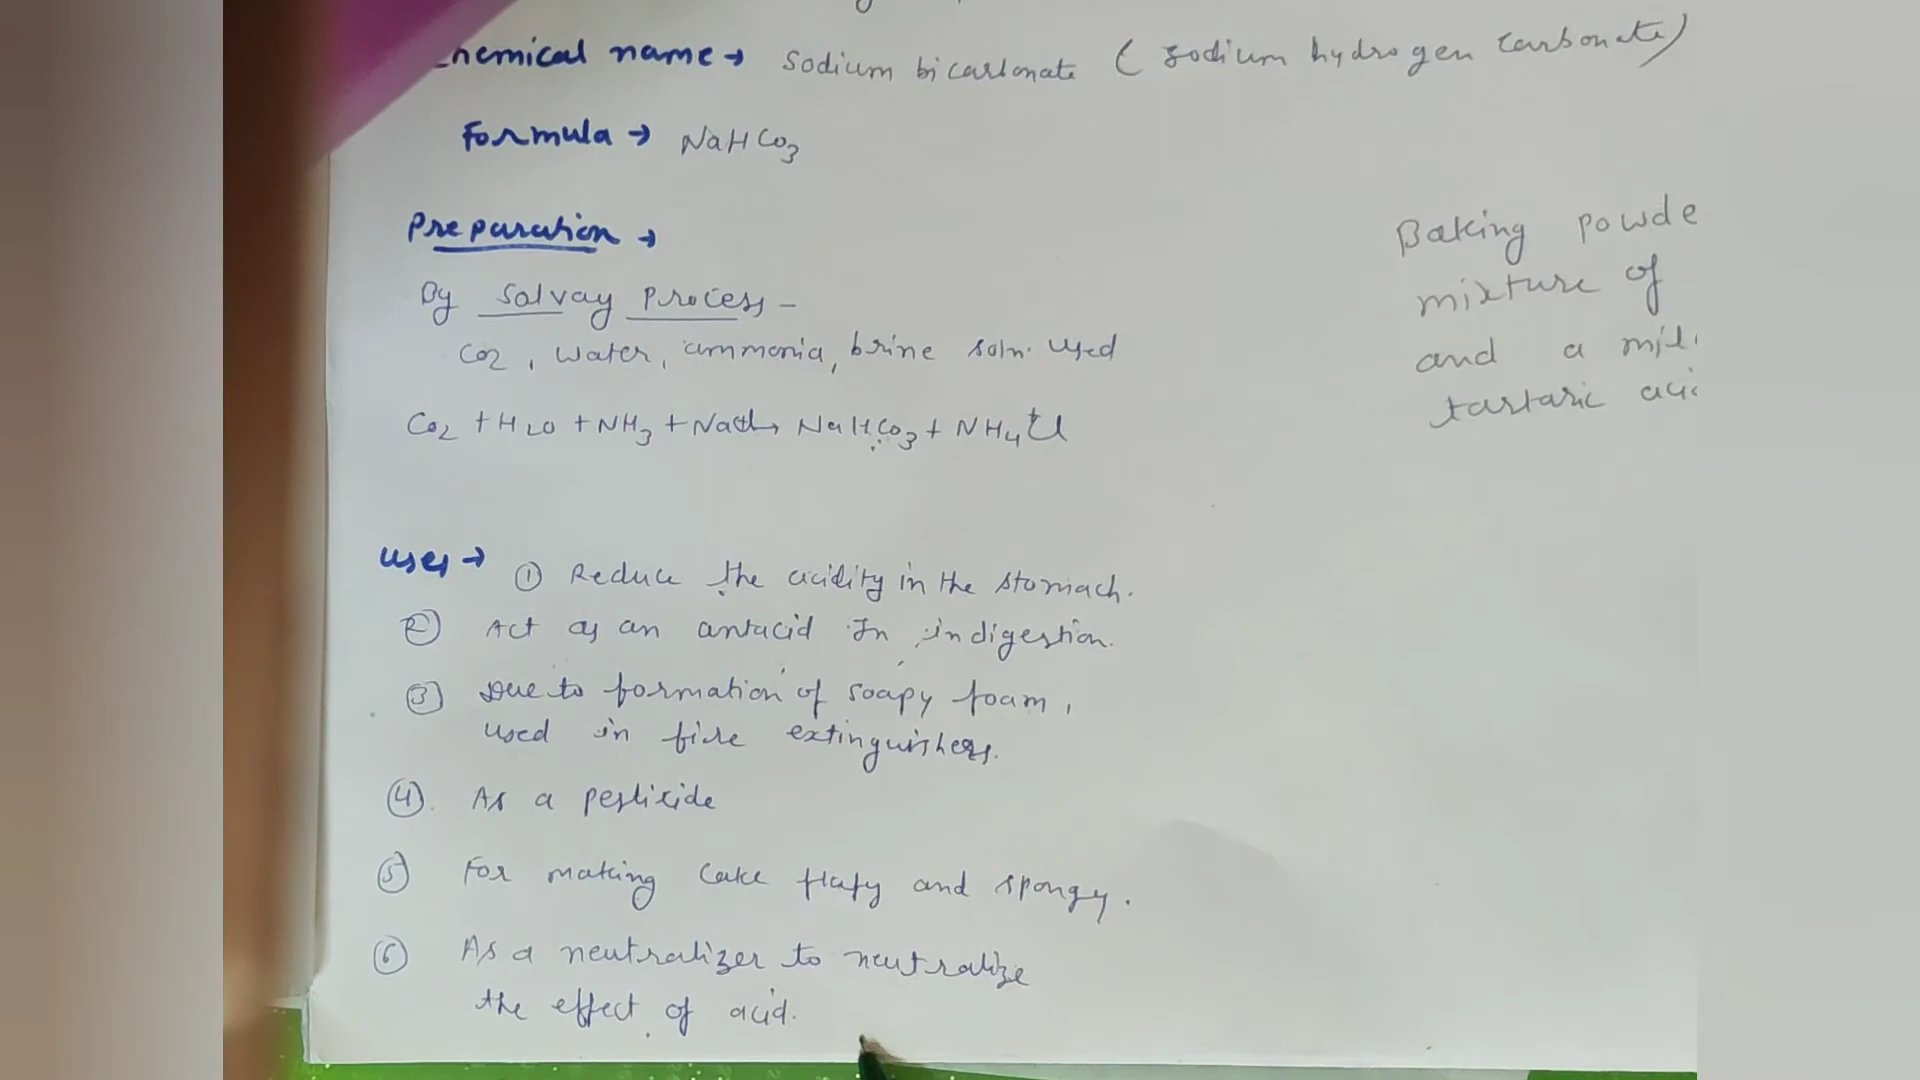 Chemical name → Sodium bicarbonate (sodium hydrogen carbonate)
Formula → NaHCO3
Preparation →
By Solvay Process -
CO2, water, ammonia, brine soln. used
CO2 + H2O + NH3 + NaCl → NaHCO3 + NH4Cl
Uses → ① Reduce the acidity in the stomach.
② Act as an antacid In indigestion.
③ Due to formation of soapy foam,
used in fire extinguishers.
④. As a pesticide
⑤ For making cake flufy and spongy.
⑥ As a neutralizer to neutralize
the effect of acid.
Baking powde
mixture of
and a mil
tartaric aci